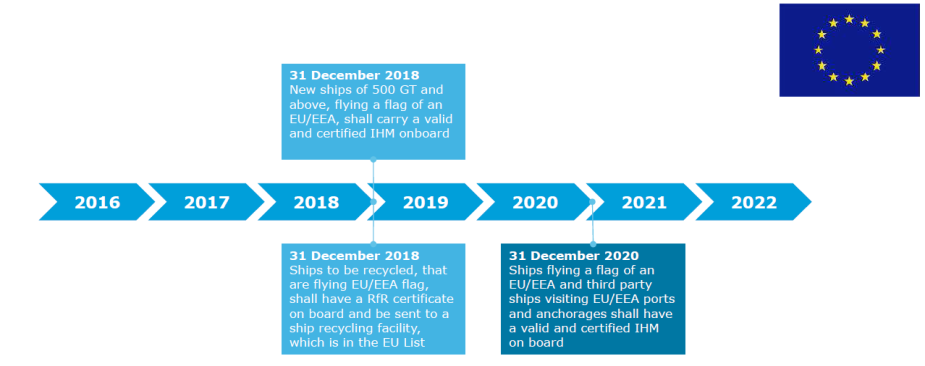 31 December 2018
New ships of 500 GT and
above, flying a flag of an
EU/EEA, shall carry a valid
and certified IHM onboard
2016 2017 2018 2019 2020 2021 2022
31 December 2018
Ships to be recycled, that
are flying EU/EEA flag,
shall have a RfR certificate
on board and be sent to a
ship recycling facility,
which is in the EU List
31 December 2020
Ships flying a flag of an
EU/EEA and third party
ships visiting EU/EEA ports
and anchorages shall have
a valid and certified IHM
on board